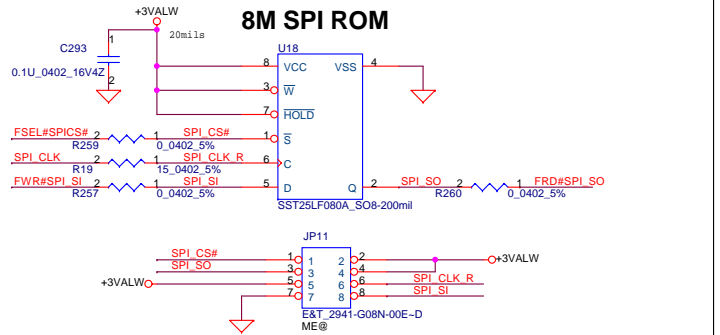 +3VALW
8M SPI ROM
20mils
C293
1
2
0.1U_0402_16V4Z
U18
8 VCC VSS 4
3 W
7 HOLD
FSEL#SPICS# 2 1 SPI_CS# 1 S
R259 0_0402_5%
SPI_CLK 2 1 SPI_CLK_R 6 C
R19 15_0402_5%
FWR#SPI_SI 2 1 SPI_SI 5 D Q 2 SPI_SO 2 1 FRD#SPI_SO
R257 0_0402_5% R260 0_0402_5%
SST25LF080A_SO8-200mil
JP11
SPI_CS# 1 1 2 2 +3VALW
SPI_SO 3 3 4 4
+3VALW 5 5 6 6 SPI_CLK_R
7 7 8 8 SPI_SI
E&T_2941-G08N-00E~D
ME@